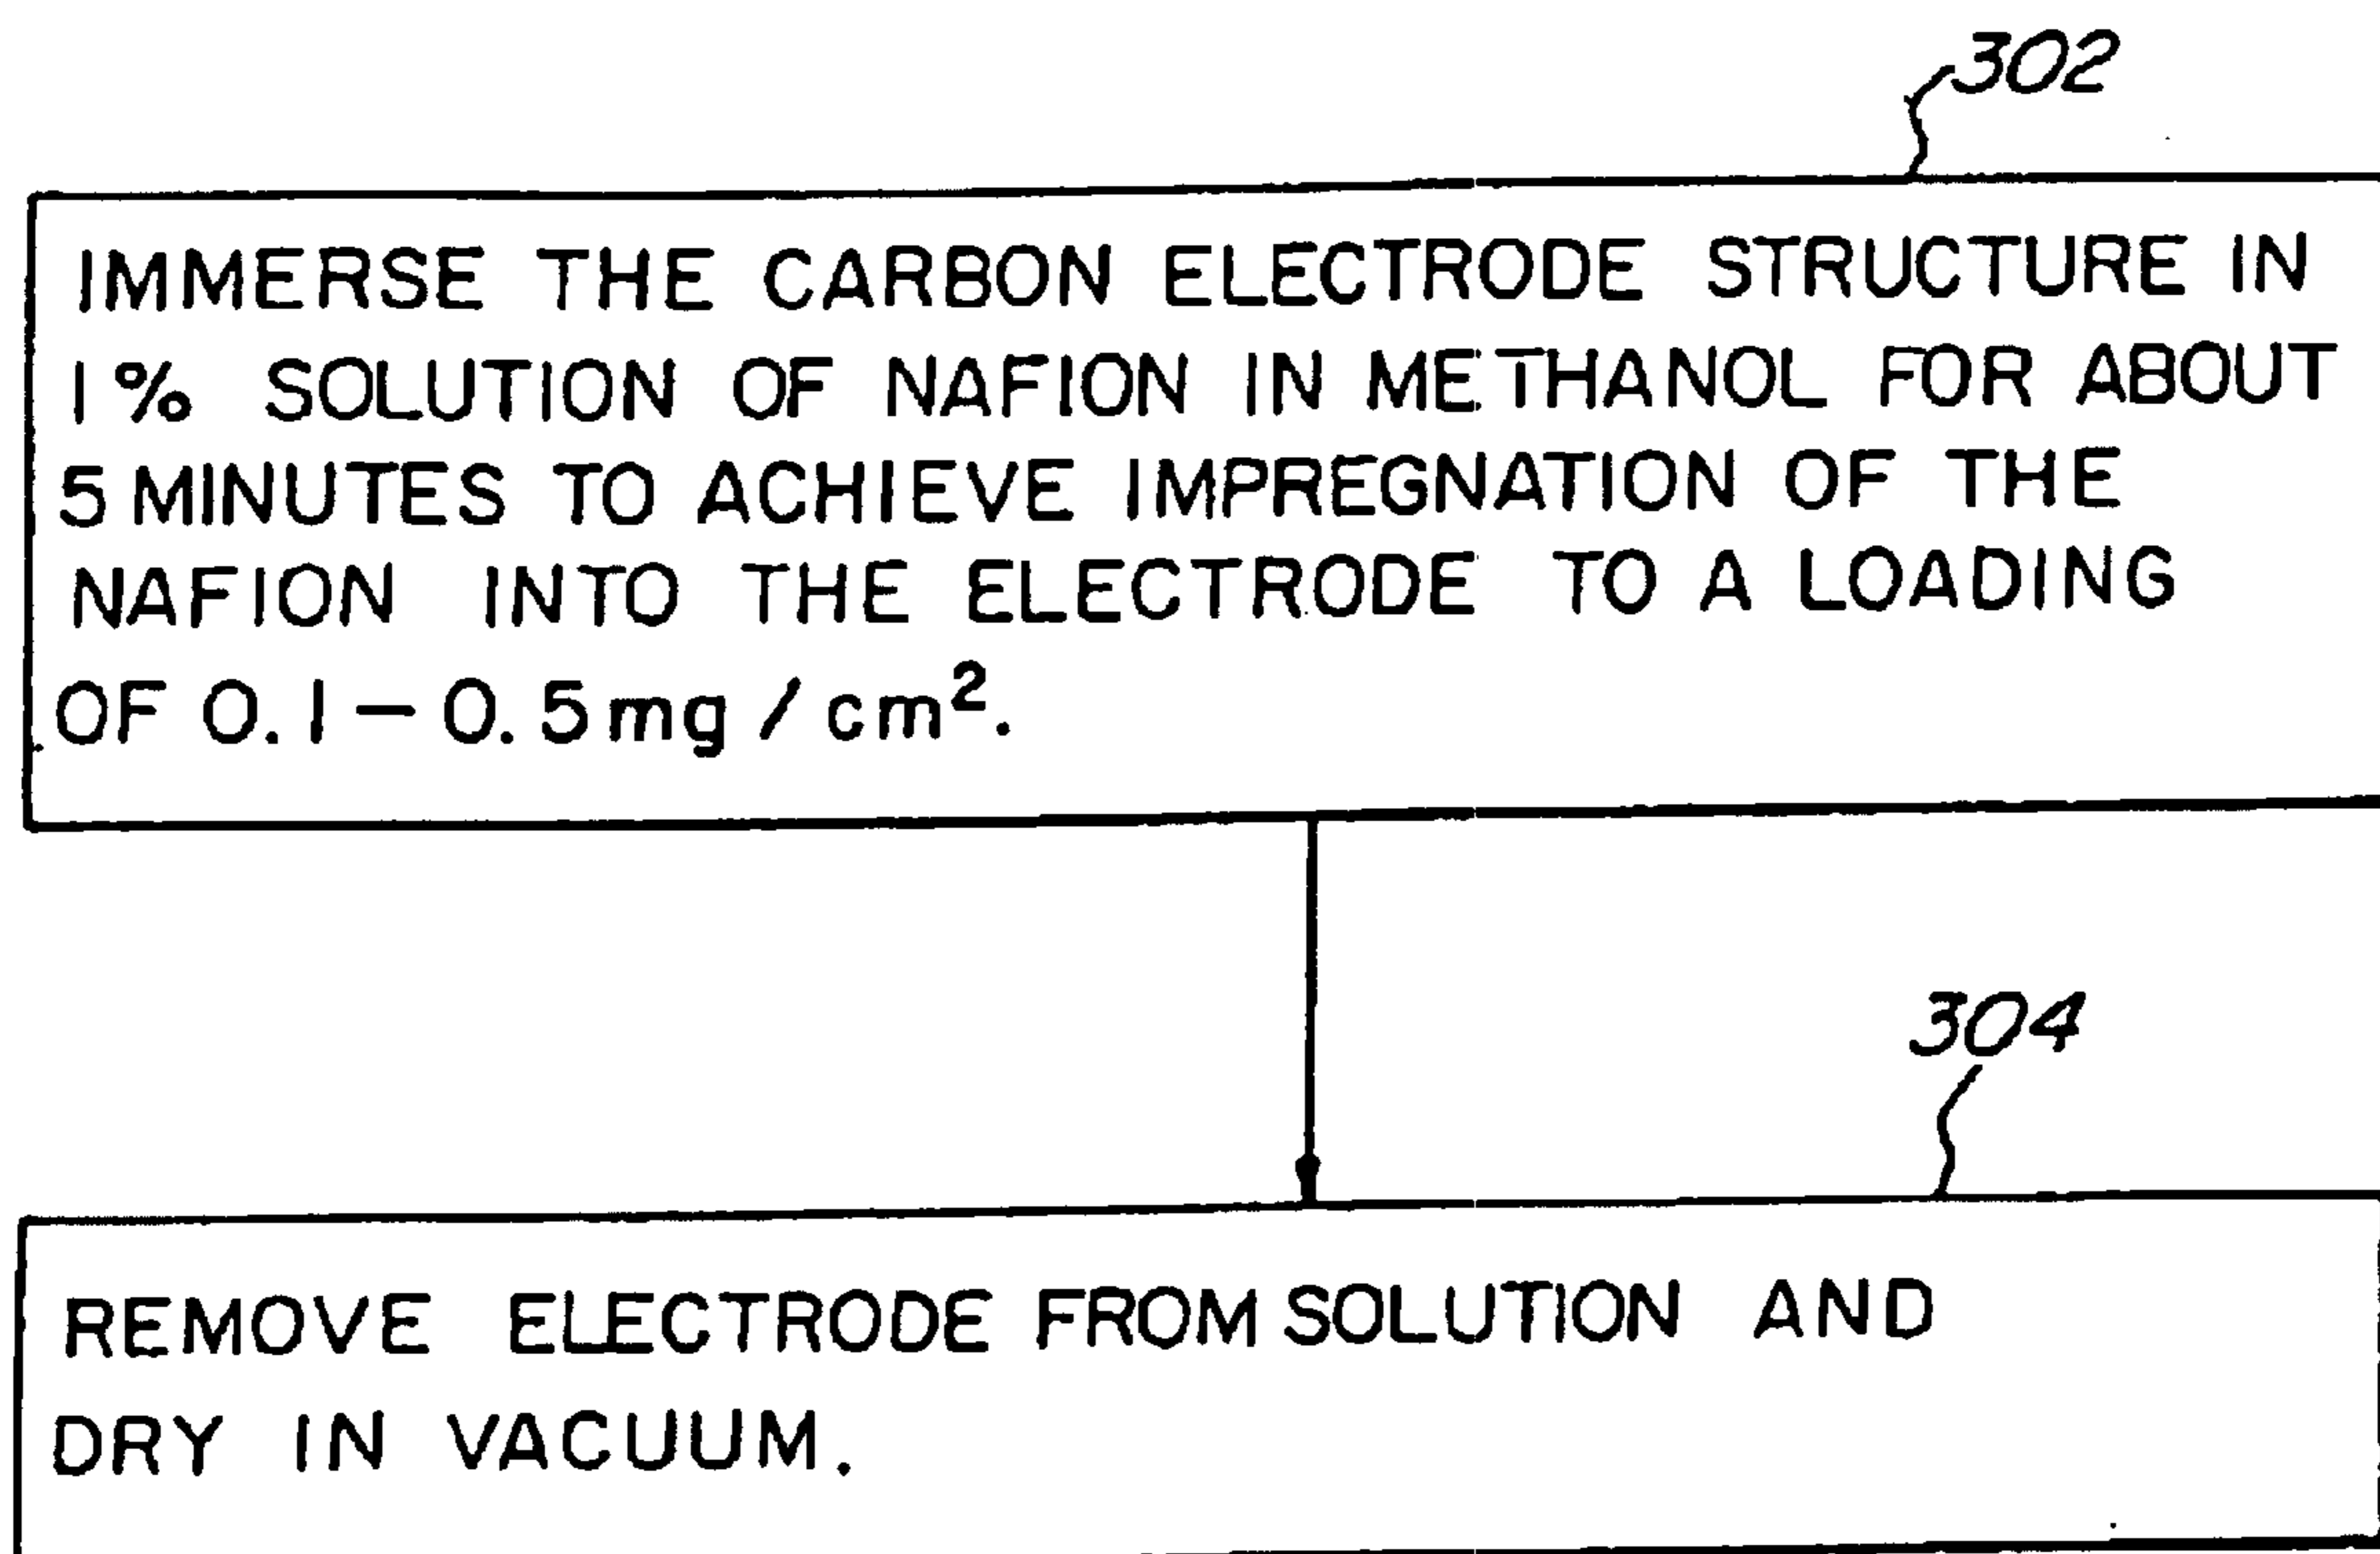 302
IMMERSE THE CARBON ELECTRODE STRUCTURE IN
1% SOLUTION OF NAFION IN METHANOL FOR ABOUT
5 MINUTES TO ACHIEVE IMPREGNATION OF THE
NAFION INTO THE ELECTRODE TO A LOADING
OF 0.1-0.5 mg/cm².
304
REMOVE ELECTRODE FROM SOLUTION AND
DRY IN VACUUM.